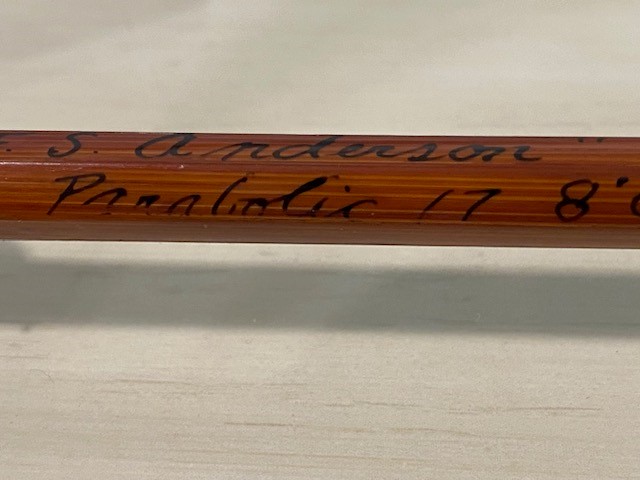 S. Anderson "
Parabolic 17 8'